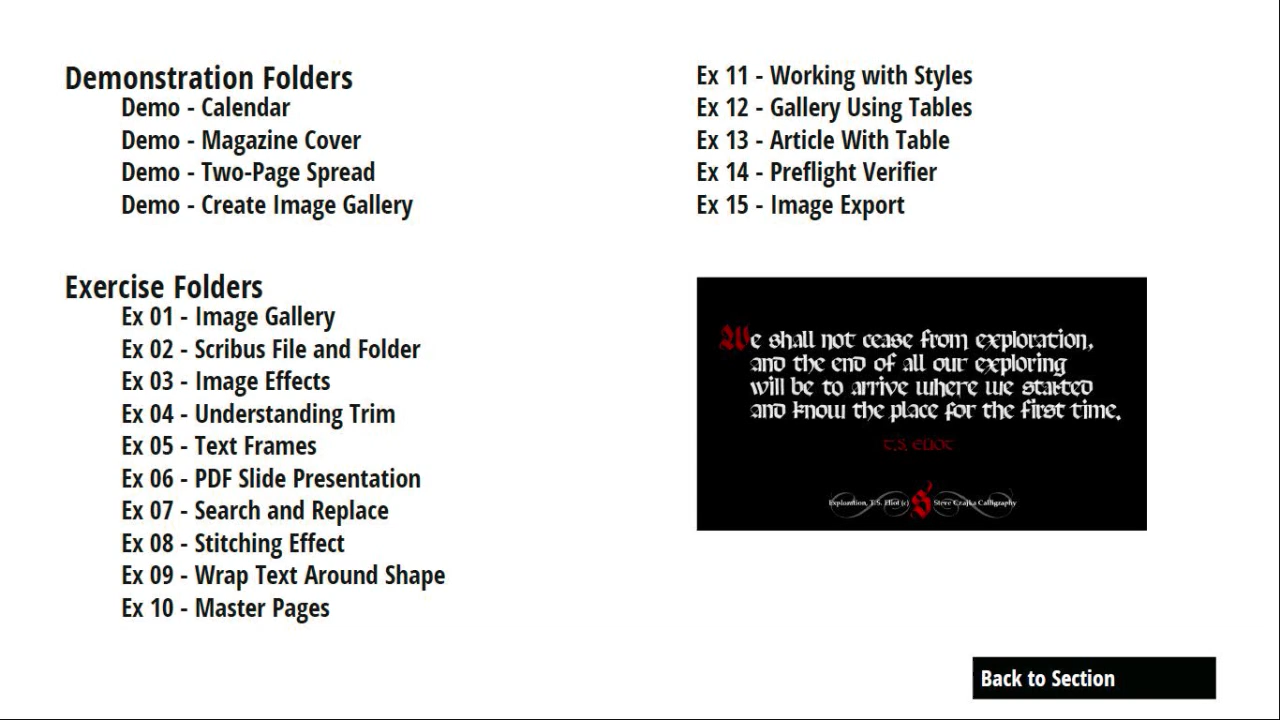 Demonstration Folders
Demo - Calendar
Demo - Magazine Cover
Demo - Two-Page Spread
Demo - Create Image Gallery
Exercise Folders
Ex 01 - Image Gallery
Ex 02 - Scribus File and Folder
Ex 03 - Image Effects
Ex 04 - Understanding Trim
Ex 05 - Text Frames
Ex 06 - PDF Slide Presentation
Ex 07 - Search and Replace
Ex 08 - Stitching Effect
Ex 09 - Wrap Text Around Shape
Ex 10 - Master Pages
Ex 11 - Working with Styles
Ex 12 - Gallery Using Tables
Ex 13 - Article With Table
Ex 14 - Preflight Verifier
Ex 15 - Image Export
We shall not cease from exploration,
and the end of all our exploring
will be to arrive where we started
and know the place for the first time.
T.S. ELIOT
Exploration, T.S. Eliot (c) S Steve Czajka Calligraphy
Back to Section